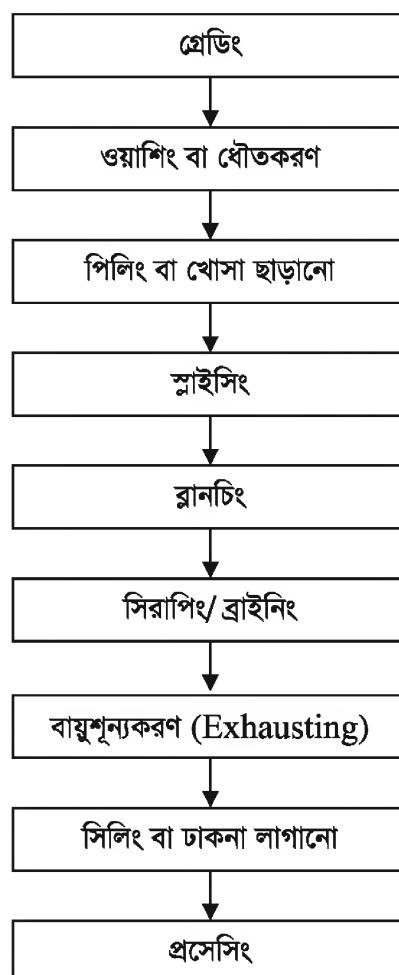 গ্রেডিং
ওয়াশিং বা ধৌতকরণ
পিলিং বা খোসা ছাড়ানো
স্লাইসিং
ব্লানচিং
সিরাপিং/ ব্রাইনিং
বায়ুশূন্যকরণ (Exhausting)
সিলিং বা ঢাকনা লাগানো
প্রসেসিং